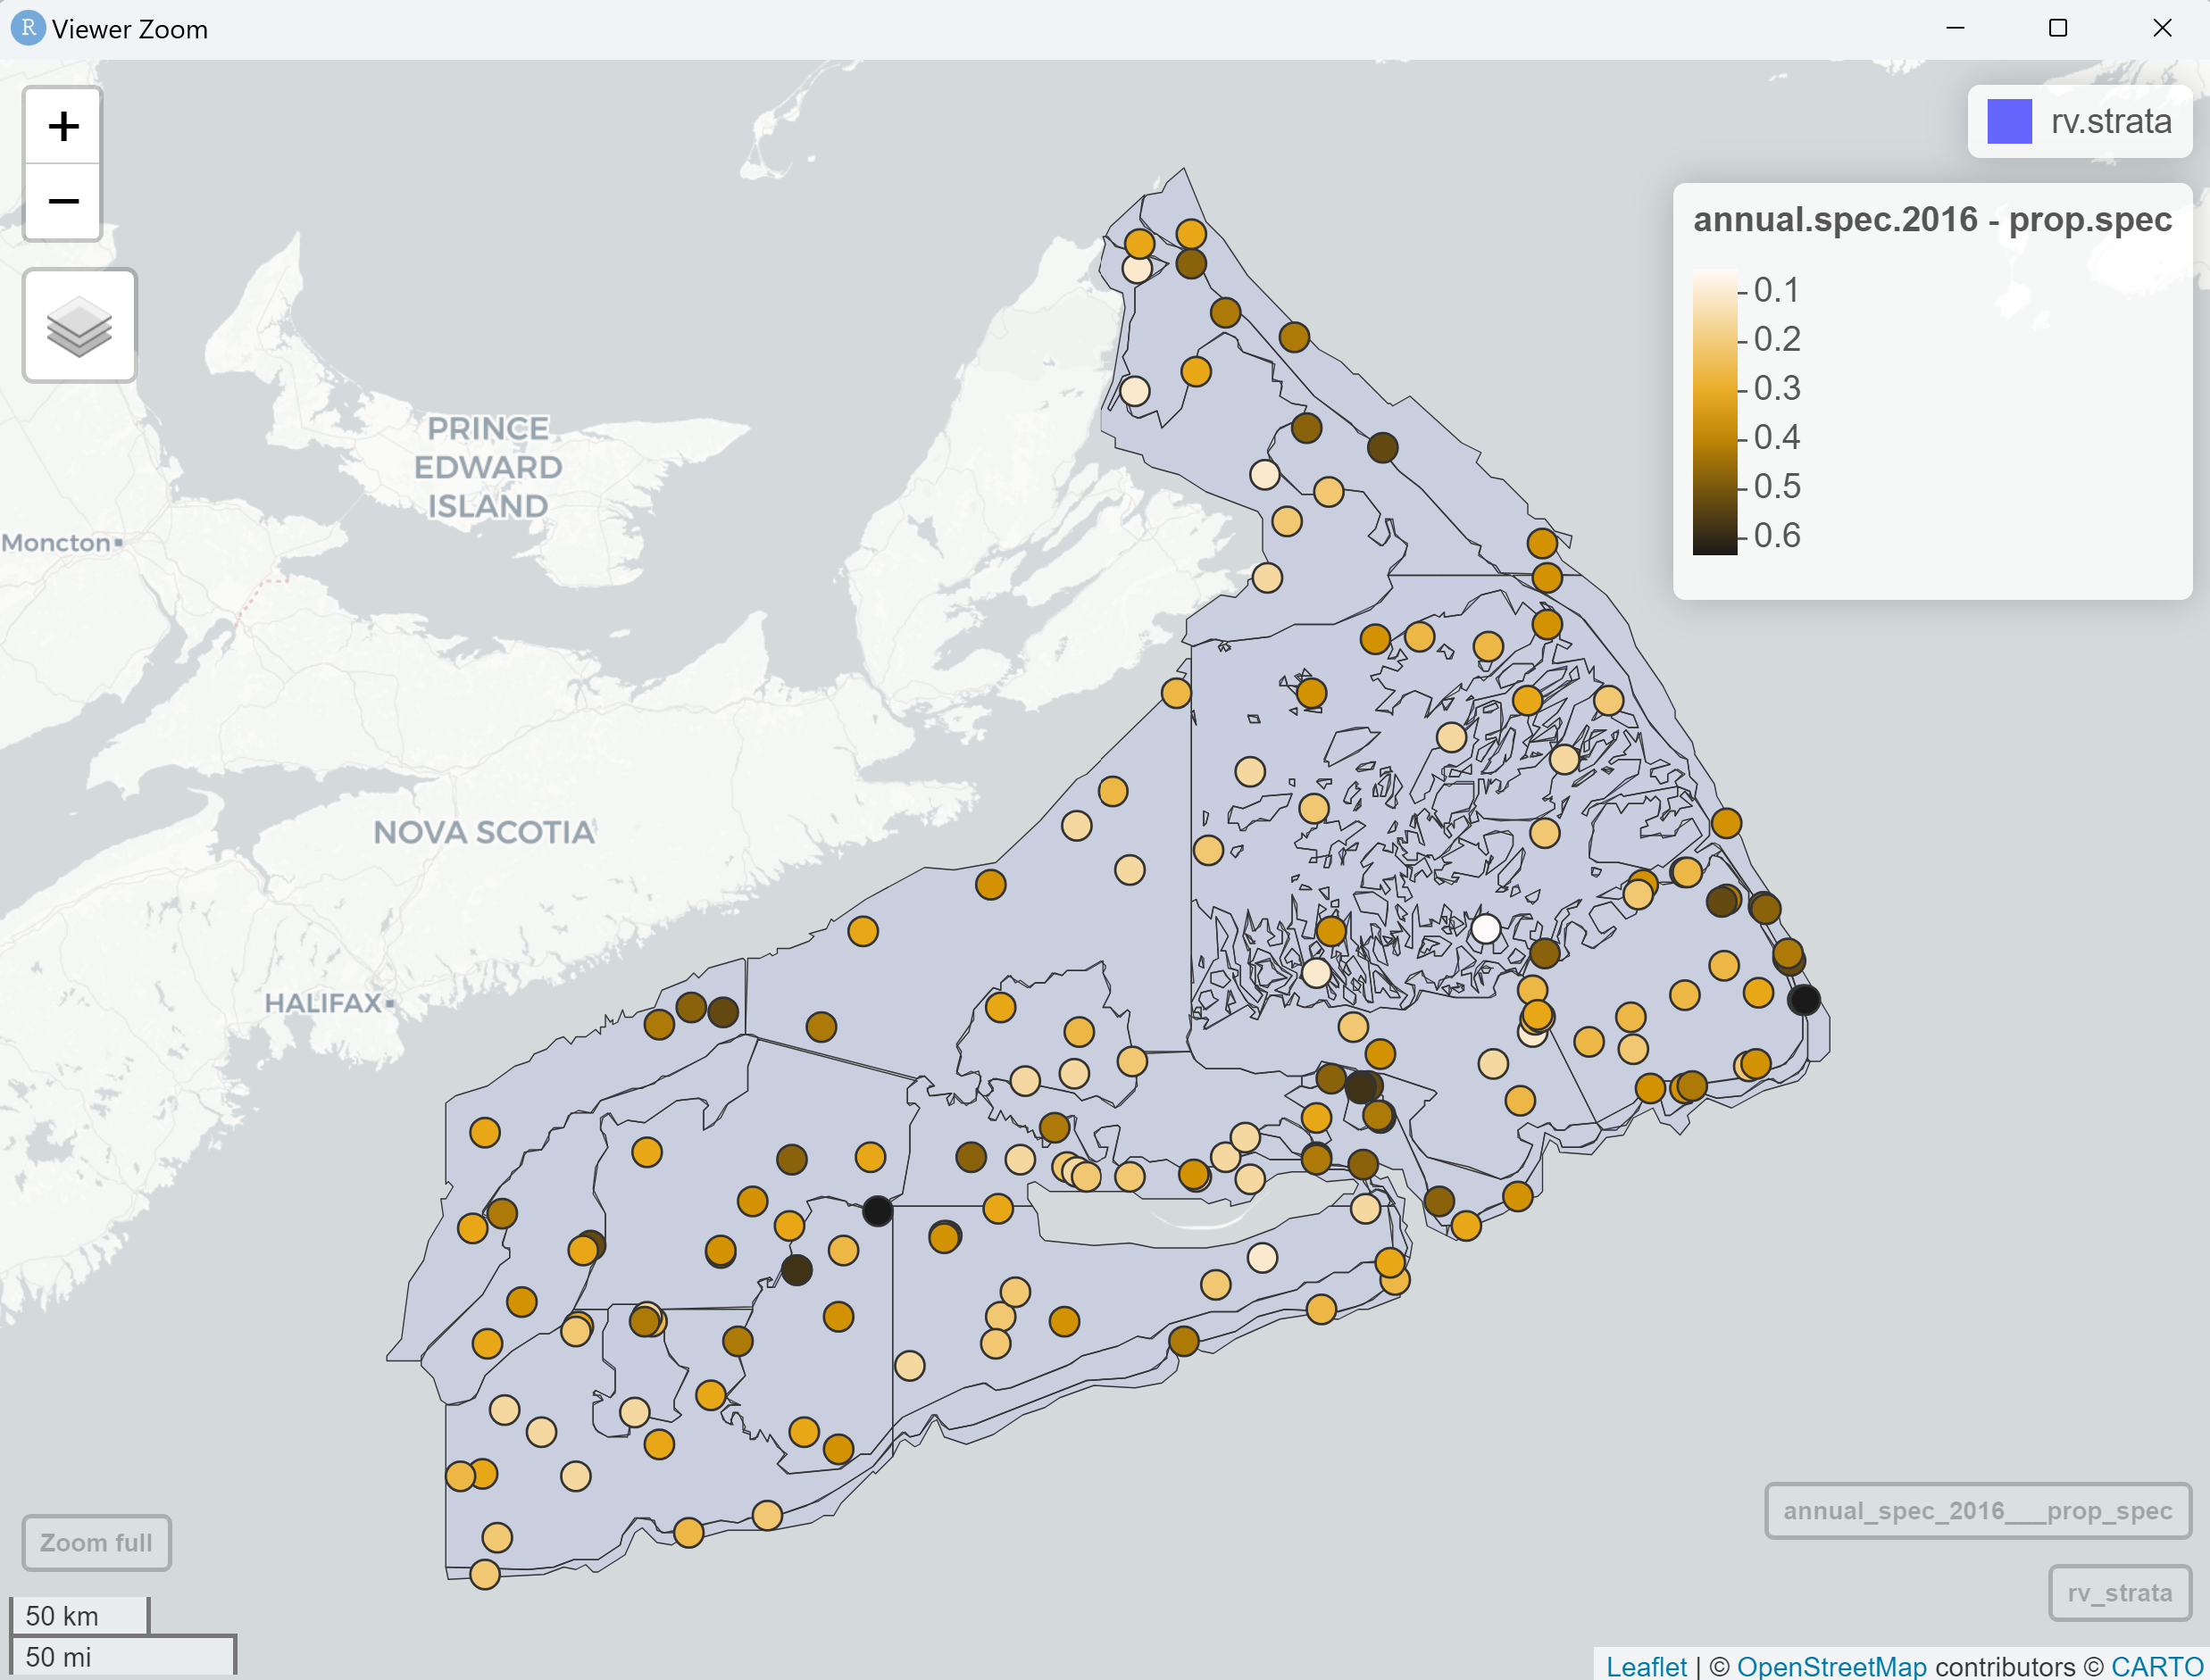 R Viewer Zoom
+
−
rv.strata
annual.spec.2016 - prop.spec
0.1
0.2
0.3
0.4
0.5
0.6
PRINCE
EDWARD
ISLAND
Moncton
NOVA SCOTIA
HALIFAX
annual_spec_2016___prop_spec
Zoom full
rv_strata
50 km
50 mi
Leaflet | © OpenStreetMap contributors © CARTO